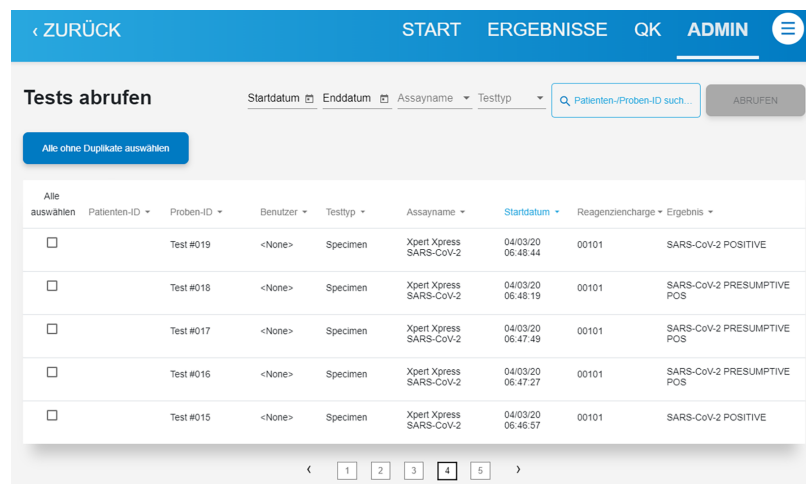 ‹ ZURÜCK START ERGEBNISSE QK ADMIN
Tests abrufen Startdatum Enddatum Assayname Testtyp Patienten-/Proben-ID such... ABRUFEN
Alle ohne Duplikate auswählen
Alle
auswählen Patienten-ID Proben-ID Benutzer Testtyp Assayname Startdatum Reagenziencharge Ergebnis
Test #019 <None> Specimen Xpert Xpress 04/03/20 00101 SARS-CoV-2 POSITIVE
SARS-CoV-2 06:48:44
Test #018 <None> Specimen Xpert Xpress 04/03/20 00101 SARS-CoV-2 PRESUMPTIVE
SARS-CoV-2 06:48:19 POS
Test #017 <None> Specimen Xpert Xpress 04/03/20 00101 SARS-CoV-2 PRESUMPTIVE
SARS-CoV-2 06:47:49 POS
Test #016 <None> Specimen Xpert Xpress 04/03/20 00101 SARS-CoV-2 PRESUMPTIVE
SARS-CoV-2 06:47:27 POS
Test #015 <None> Specimen Xpert Xpress 04/03/20 00101 SARS-CoV-2 POSITIVE
SARS-CoV-2 06:46:57
‹ 1 2 3 4 5 ›